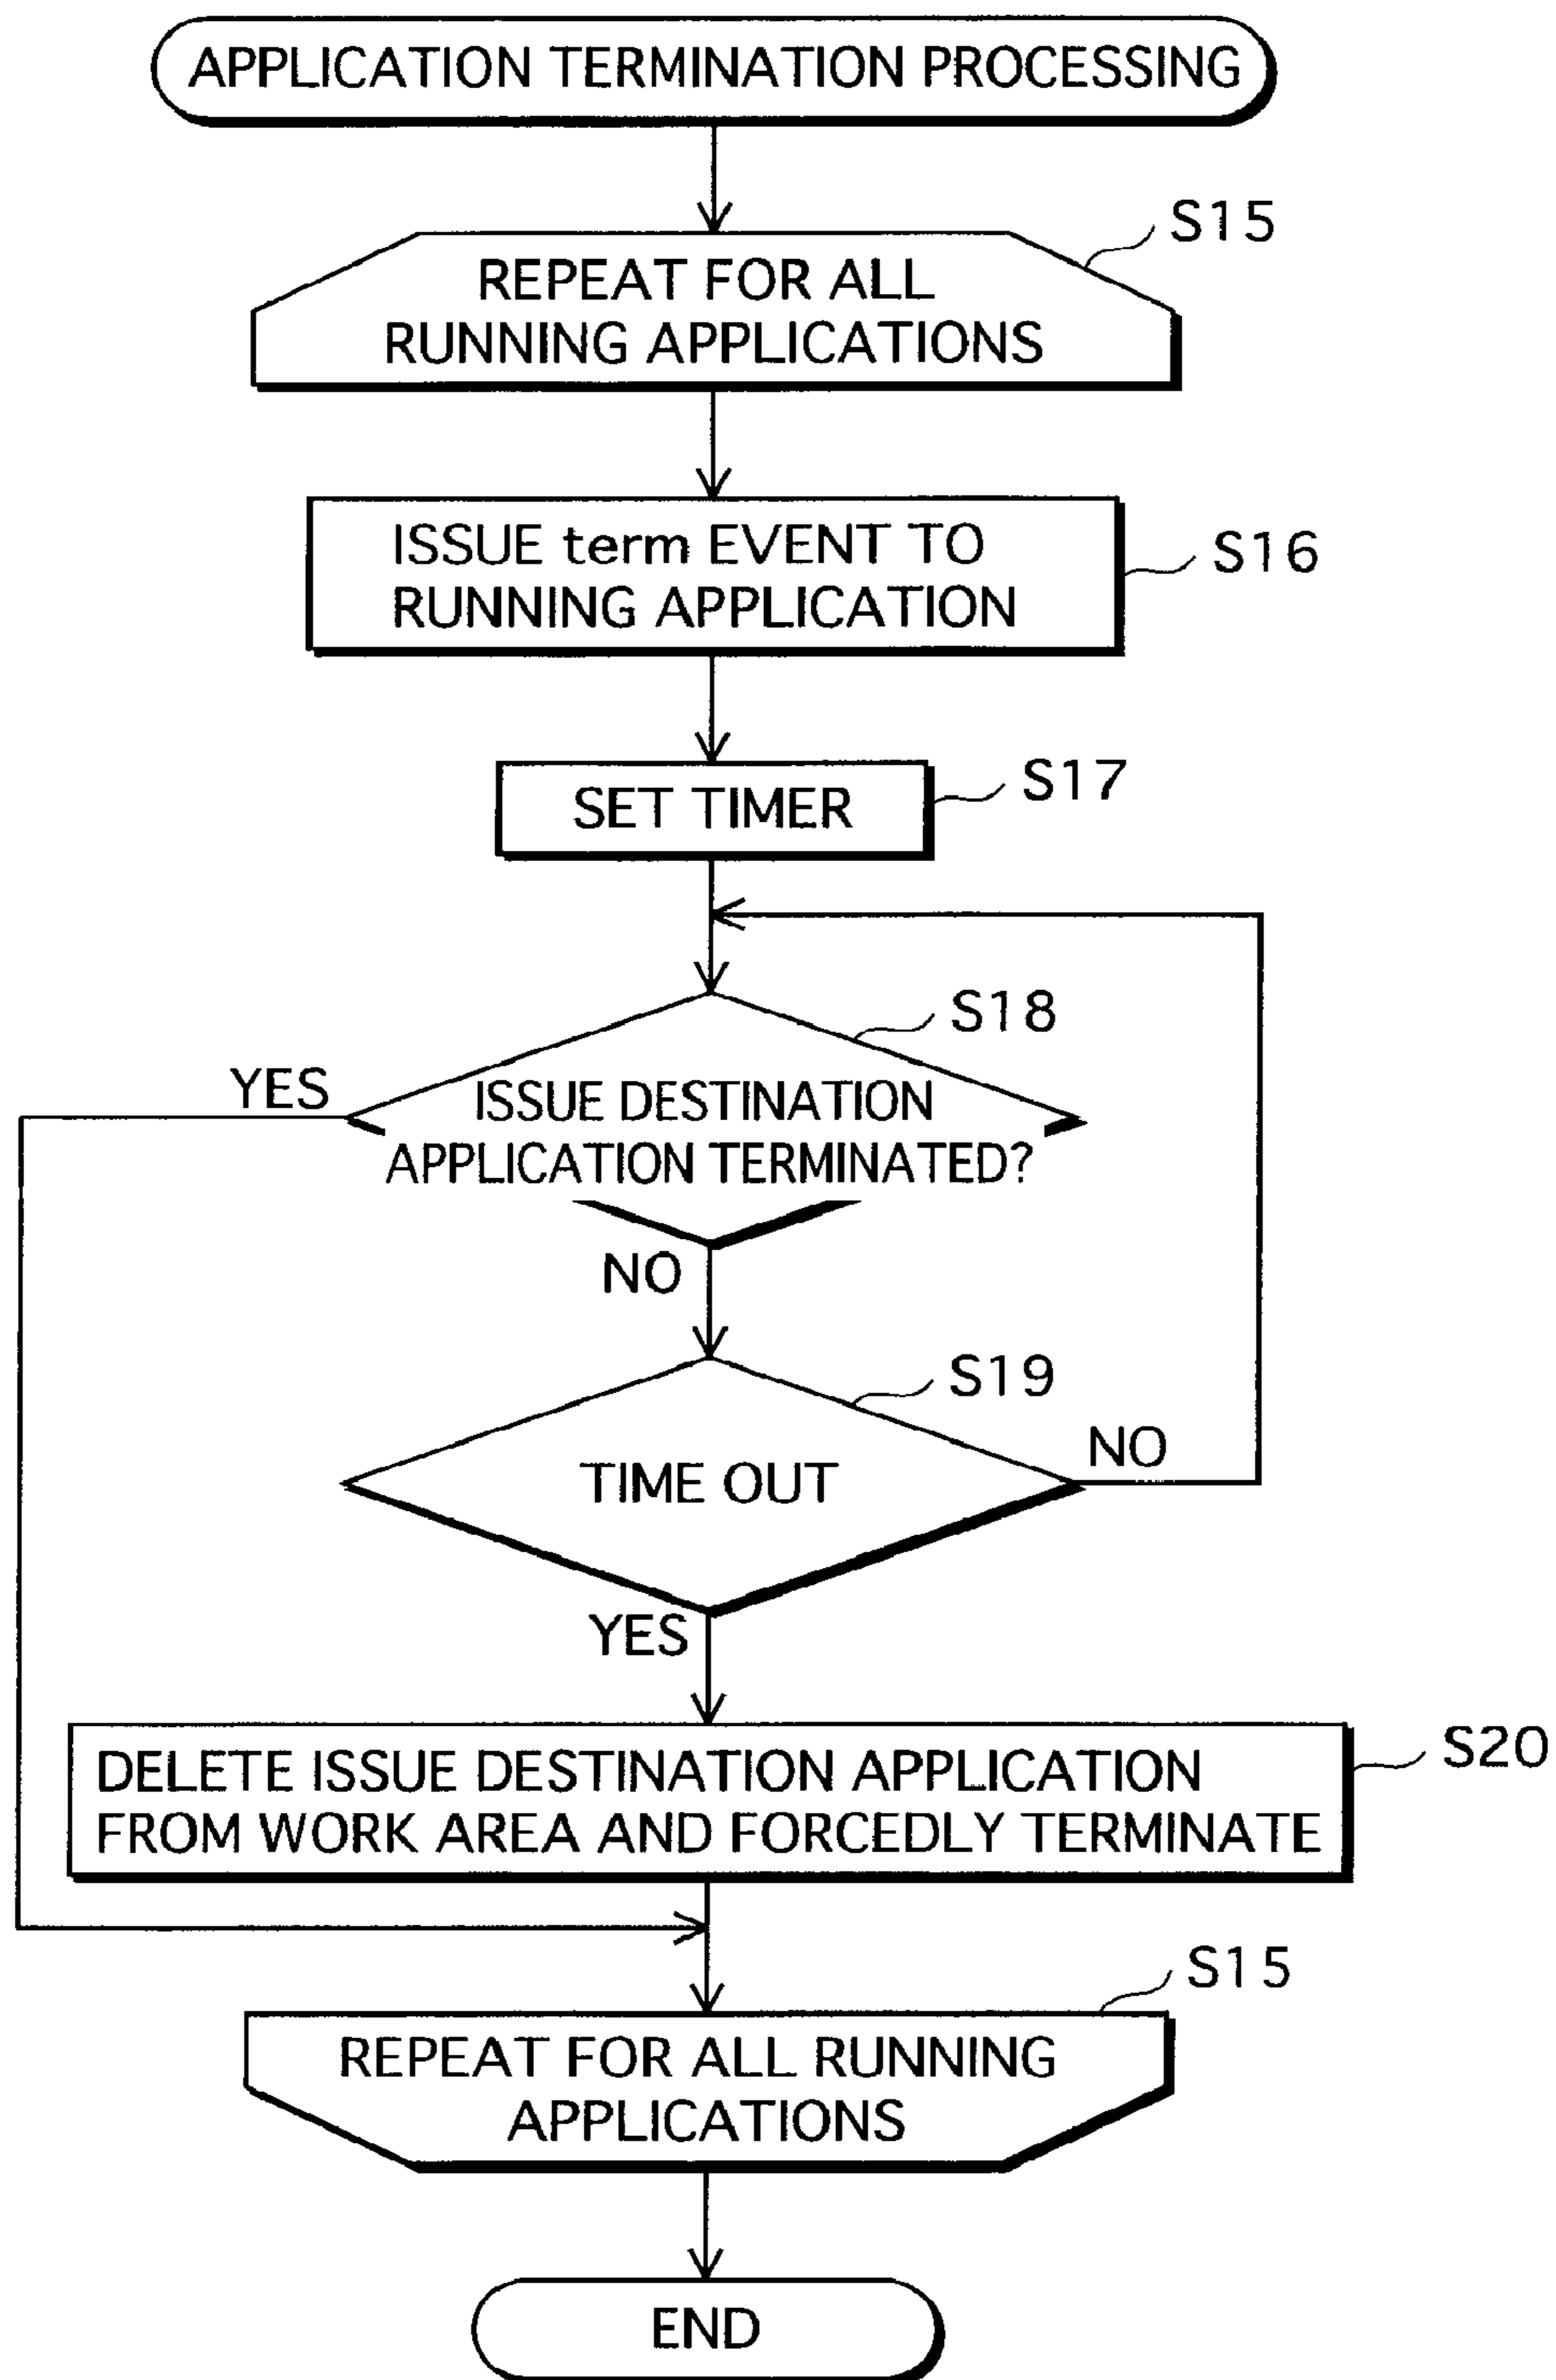 APPLICATION TERMINATION PROCESSING
S15
REPEAT FOR ALL
RUNNING APPLICATIONS
ISSUE term EVENT TO
RUNNING APPLICATION
S16
SET TIMER
S17
S18
YES
ISSUE DESTINATION
APPLICATION TERMINATED?
NO
S19
TIME OUT
NO
YES
DELETE ISSUE DESTINATION APPLICATION
FROM WORK AREA AND FORCEDLY TERMINATE
S20
S15
REPEAT FOR ALL RUNNING
APPLICATIONS
END